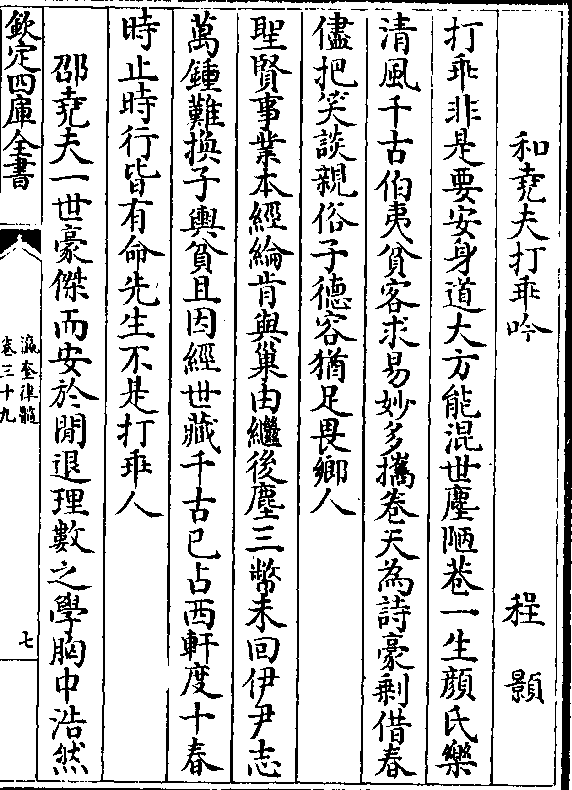 和堯夫打乖吟　程顥
打乖非是要安身道大方能混世塵陋巷一生顔氏樂
清風千古伯夷貧客求易妙多攜卷天為詩豪剰借春
儘把笑談親俗子德容猶足畏鄉人
聖賢事業本經綸肯與巢由繼後塵三幣未回伊尹志
萬鍾難換子輿貧且因經世藏千古已占西軒度十春
時止時行皆有命先生不是打乖人
邵堯夫一世豪傑而安於閒退理數之學胸中浩然
欽定四庫全書
瀛奎律髓
卷三十九
七